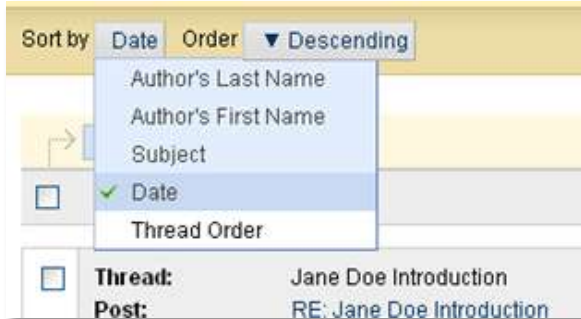 Sort by Date Order ▼ Descending
Author's Last Name
Author's First Name
Subject
✓ Date
Thread Order
Thread: Jane Doe Introduction
Post: RE: Jane Doe Introduction